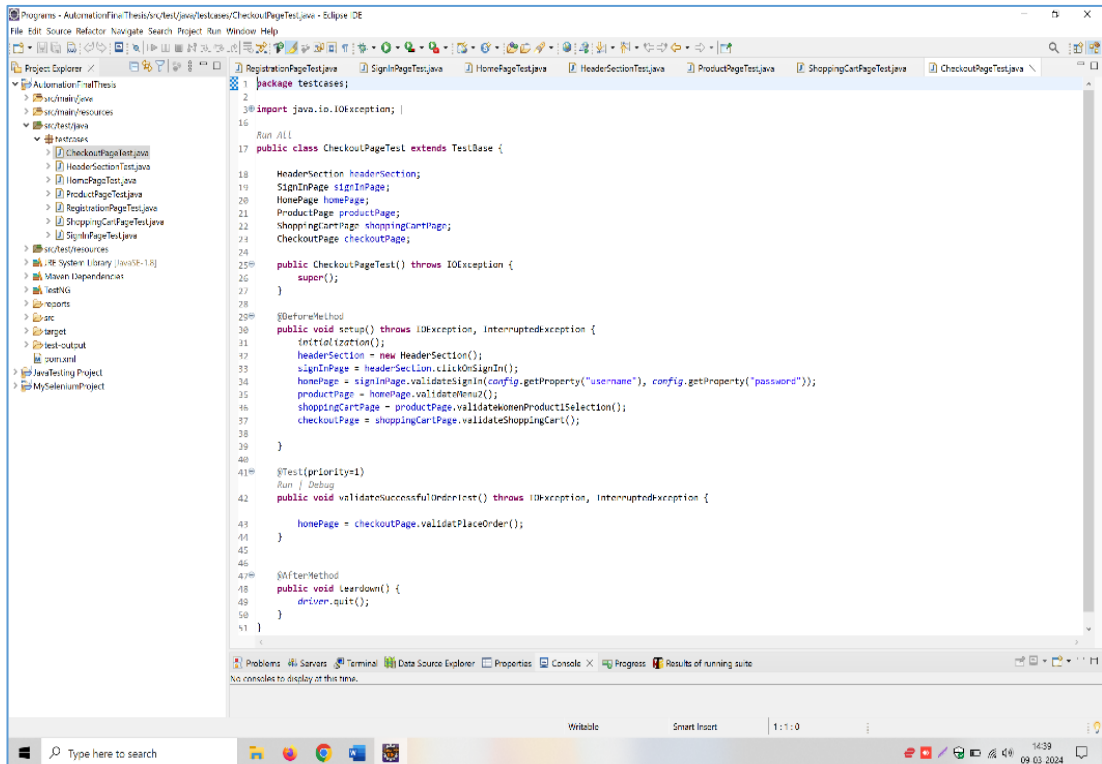 Programs - AutomationFinalThesis/src/test/java/testcases/CheckoutPageTest.java - Eclipse IDE
File Edit Source Refactor Navigate Search Project Run Window Help
Project Explorer
RegistrationPageTest.java SignInPageTest.java HomePageTest.java HeaderSectionTest.java ProductPageTest.java ShoppingCartPageTest.java CheckoutPageTest.java
AutomationFinalThesis
src/main/java
src/main/resources
src/test/java
testcases
CheckoutPageTest.java
HeaderSectionTest.java
HomePageTest.java
ProductPageTest.java
RegistrationPageTest.java
ShoppingCartPageTest.java
SignInPageTest.java
src/test/resources
JRE System Library [JavaSE-1.8]
Maven Dependencies
TestNG
reports
src
target
test-output
pom.xml
JavaTesting Project
MySeleniumProject
1 package testcases;
2
3 import java.io.IOException;
16
Run All
17 public class CheckoutPageTest extends TestBase {
18 HeaderSection headerSection;
19 SignInPage signInPage;
20 HomePage homePage;
21 ProductPage productPage;
22 ShoppingCartPage shoppingCartPage;
23 CheckoutPage checkoutPage;
24
25 public CheckoutPageTest() throws IOException {
26 super();
27 }
28
29 @BeforeMethod
30 public void setup() throws IOException, InterruptedException {
31 initialization();
32 headerSection = new HeaderSection();
33 signInPage = headerSection.clickOnSignIn();
34 homePage = signInPage.validateSignIn(config.getProperty("username"), config.getProperty("password"));
35 productPage = homePage.validateMenu2();
36 shoppingCartPage = productPage.validateWomenProduct1Selection();
37 checkoutPage = shoppingCartPage.validateShoppingCart();
38
39 }
40
41 @Test(priority=1)
Run | Debug
42 public void validateSuccessfulOrderTest() throws IOException, InterruptedException {
43 homePage = checkoutPage.validatPlaceOrder();
44 }
45
46
47 @AfterMethod
48 public void teardown() {
49 driver.quit();
50 }
51 }
Problems Servers Terminal Data Source Explorer Properties Console Progress Results of running suite
No consoles to display at this time.
Writable Smart Insert 1 : 1 : 0
Type here to search
14:39
09-03-2024